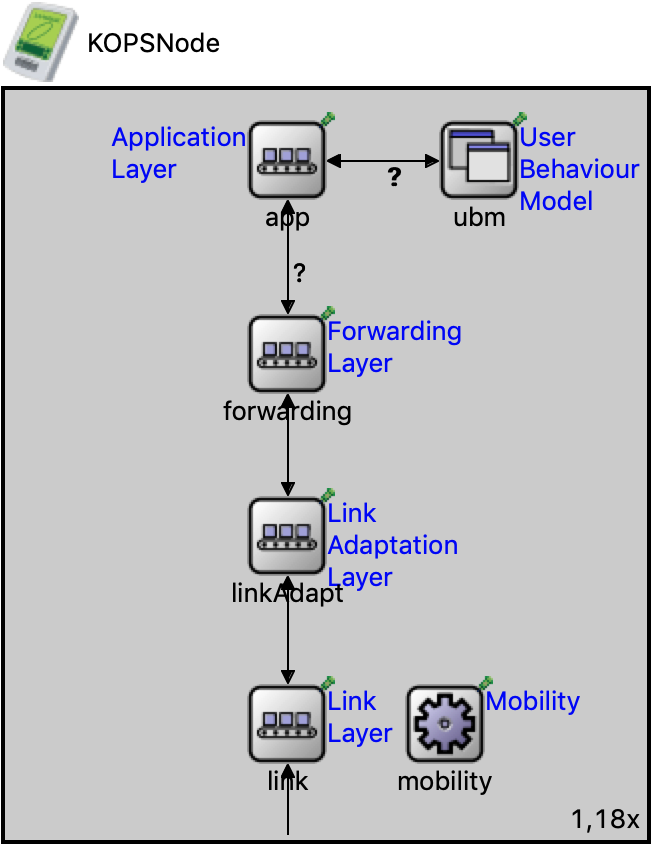 KOPSNode
Application
Layer
User
Behaviour
Model
?
app
ubm
?
Forwarding
Layer
forwarding
Link
Adaptation
Layer
linkAdapt
Link
Layer
Mobility
link
mobility
1,18x